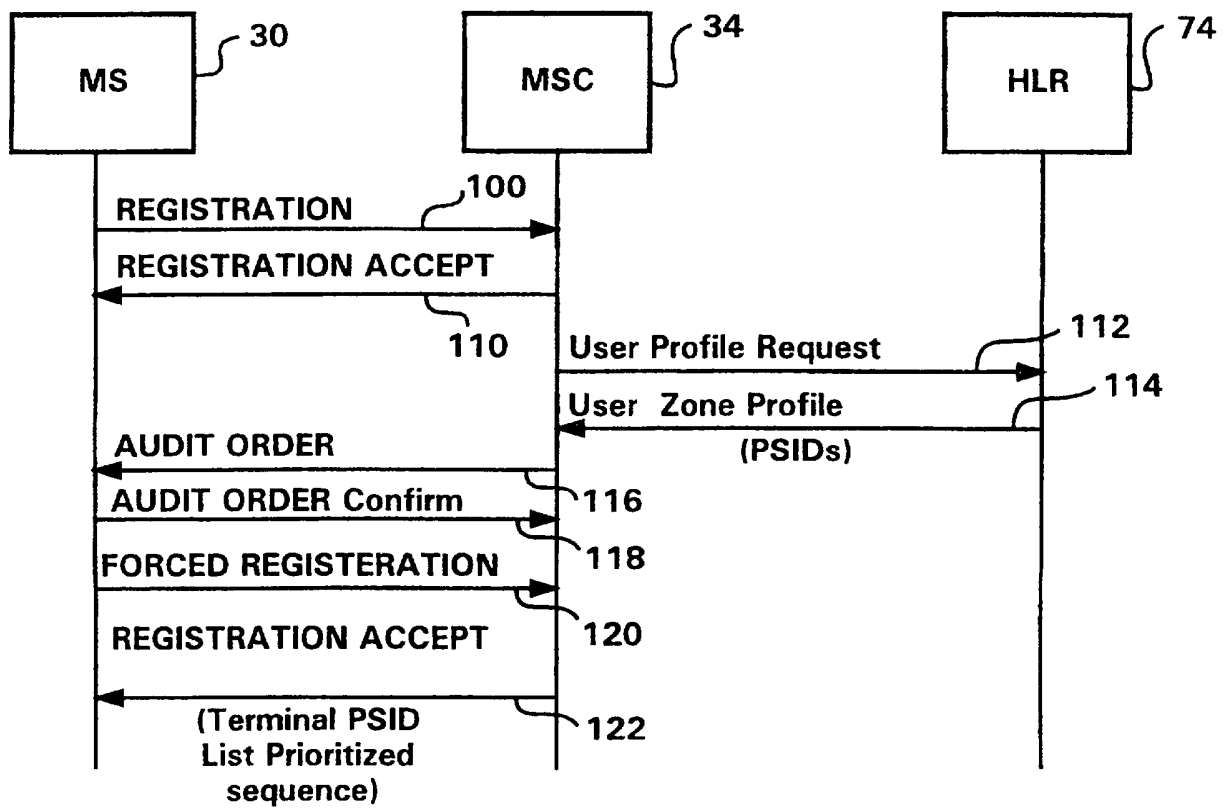 30
34
74
MS
MSC
HLR
100
REGISTRATION
REGISTRATION ACCEPT
110
User Profile Request
112
114
User Zone Profile
(PSIDs)
AUDIT ORDER
116
AUDIT ORDER Confirm
118
FORCED REGISTERATION
120
REGISTRATION ACCEPT
122
(Terminal PSID
List Prioritized
sequence)